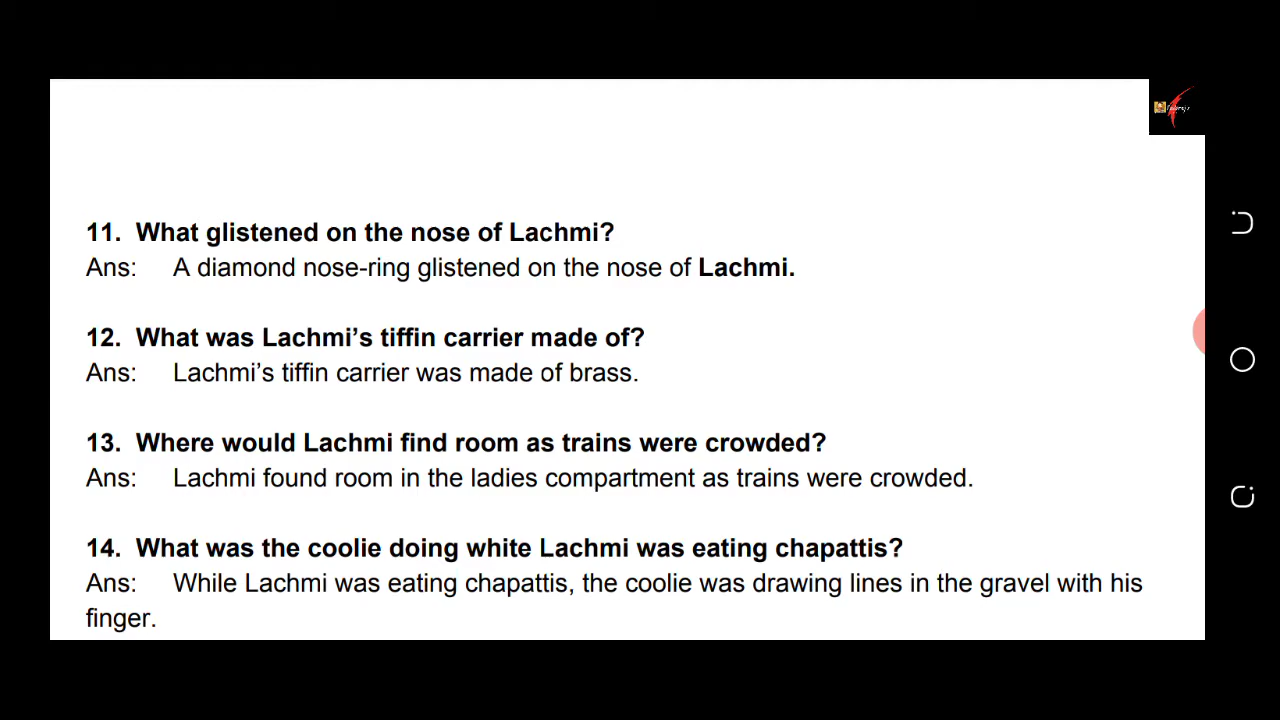 11. What glistened on the nose of Lachmi?
Ans: A diamond nose-ring glistened on the nose of Lachmi.
12. What was Lachmi’s tiffin carrier made of?
Ans: Lachmi’s tiffin carrier was made of brass.
13. Where would Lachmi find room as trains were crowded?
Ans: Lachmi found room in the ladies compartment as trains were crowded.
14. What was the coolie doing white Lachmi was eating chapattis?
Ans: While Lachmi was eating chapattis, the coolie was drawing lines in the gravel with his
finger.